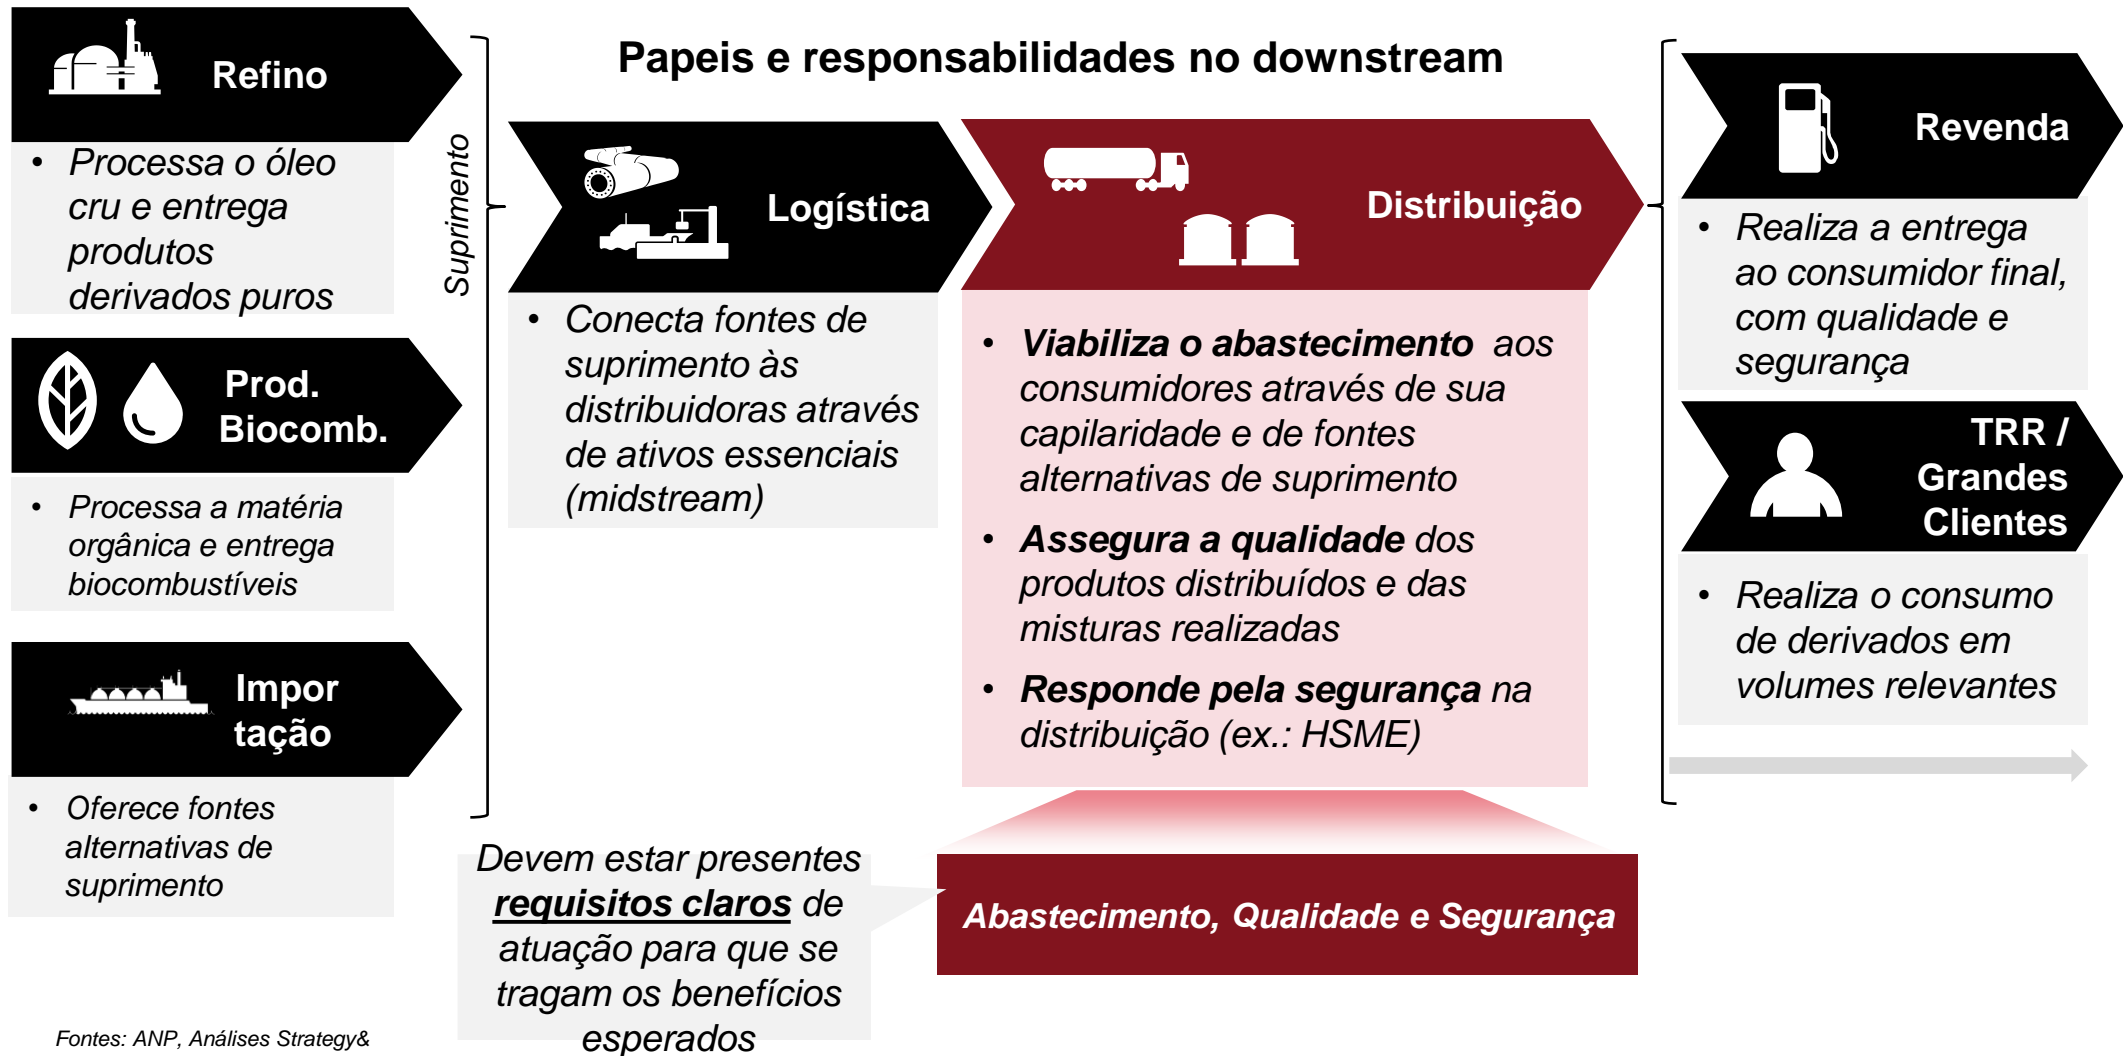 Papeis e responsabilidades no downstream
Refino
• Processa o óleo
cru e entrega
produtos
derivados puros
Prod.
Biocomb.
• Processa a matéria
orgânica e entrega
biocombustíveis
Impor
tação
• Oferece fontes
alternativas de
suprimento
Suprimento
Logística
• Conecta fontes de
suprimento às
distribuidoras através
de ativos essenciais
(midstream)
Distribuição
• Viabiliza o abastecimento aos
consumidores através de sua
capilaridade e de fontes
alternativas de suprimento
• Assegura a qualidade dos
produtos distribuídos e das
misturas realizadas
• Responde pela segurança na
distribuição (ex.: HSME)
Revenda
• Realiza a entrega
ao consumidor final,
com qualidade e
segurança
TRR /
Grandes
Clientes
• Realiza o consumo
de derivados em
volumes relevantes
Devem estar presentes
requisitos claros de
atuação para que se
tragam os benefícios
esperados
Abastecimento, Qualidade e Segurança
Fontes: ANP, Análises Strategy&